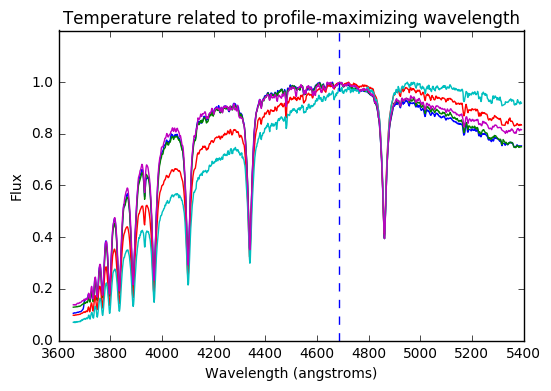 Temperature related to profile-maximizing wavelength
1.0
0.8
0.6
0.4
0.2
0.0
Flux
3600 3800 4000 4200 4400 4600 4800 5000 5200 5400
Wavelength (angstroms)